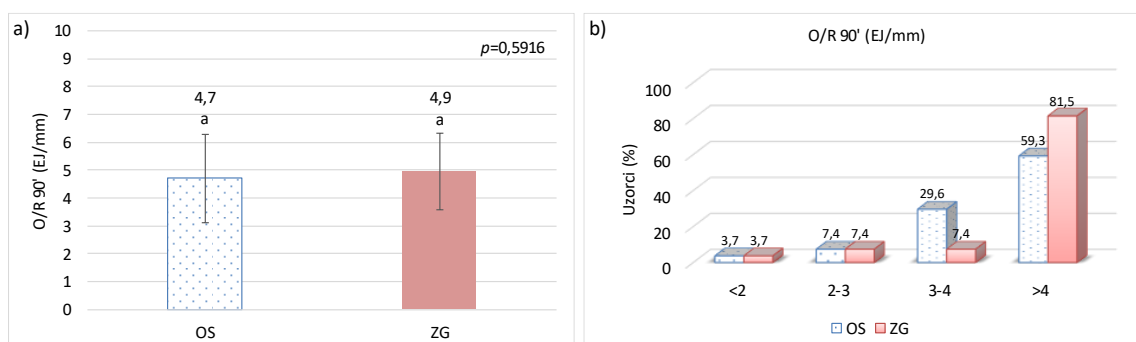 a)
p=0,5916
O/R 90' (EJ/mm)
10
9
8
7
6
5
4
3
2
1
0
4,7
a
4,9
a
OS
ZG
b)
O/R 90' (EJ/mm)
Uzorci (%)
100
80
60
40
20
0
3,7
3,7
7,4
7,4
29,6
7,4
59,3
81,5
<2
2-3
3-4
>4
OS
ZG